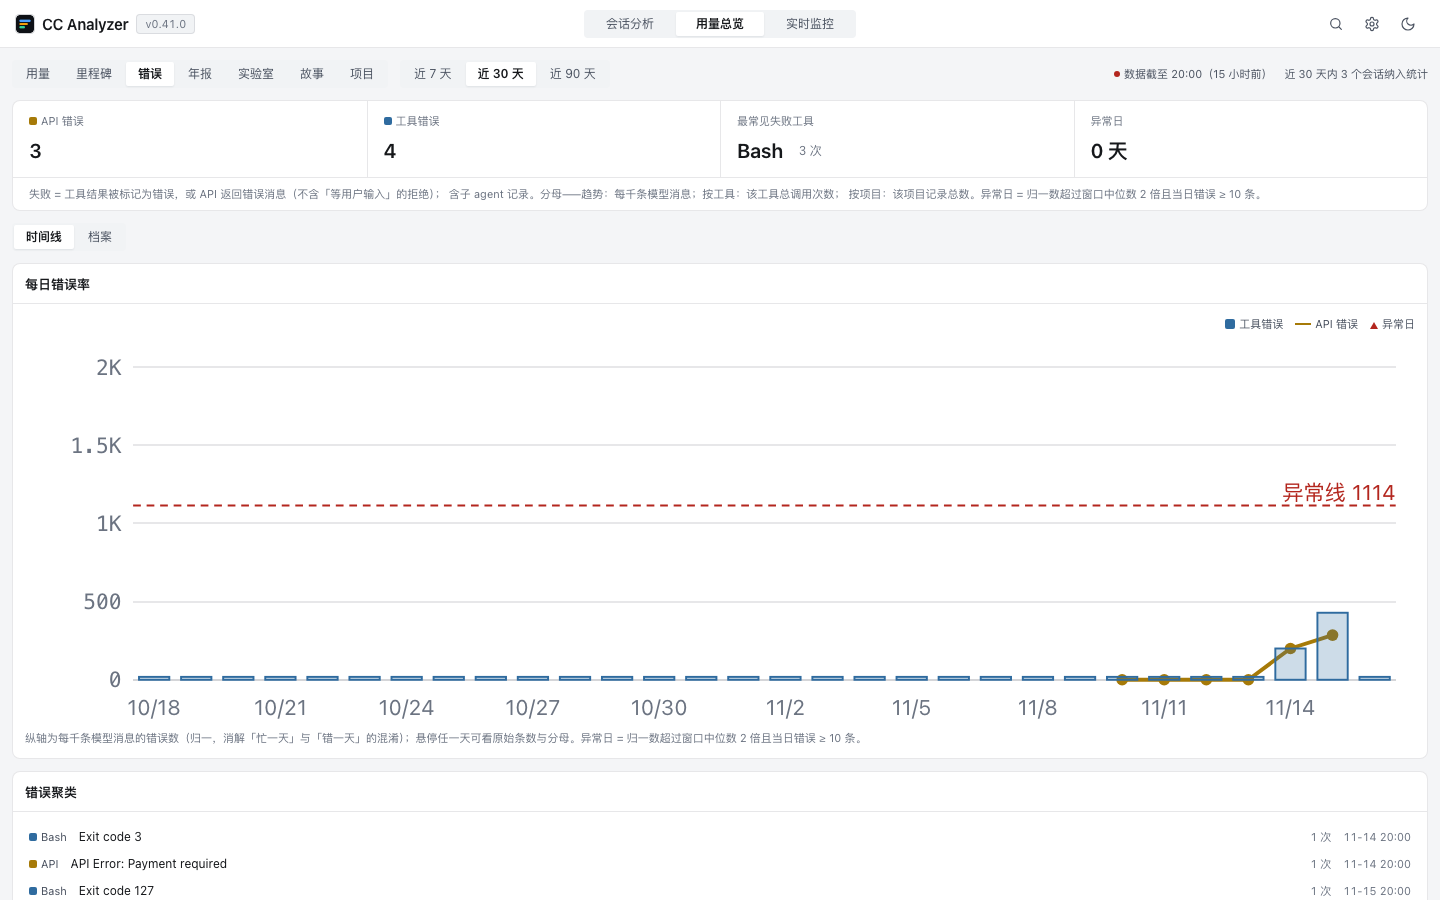 CC Analyzer v0.41.0 会话分析 用量总览 实时监控
用量 里程碑 错误 年报 实验室 故事 项目 近 7 天 近 30 天 近 90 天 数据截至 20:00（15 小时前） 近 30 天内 3 个会话纳入统计
API 错误 工具错误 最常见失败工具 异常日
3 4 Bash 3 次 0 天
失败 = 工具结果被标记为错误，或 API 返回错误消息（不含「等用户输入」的拒绝）； 含子 agent 记录。分母——趋势：每千条模型消息；按工具：该工具总调用次数； 按项目：该项目记录总数。异常日 = 归一数超过窗口中位数 2 倍且当日错误 ≥ 10 条。
时间线 档案
每日错误率
工具错误 API 错误 异常日
2K
1.5K
异常线 1114
1K
500
0
10/18 10/21 10/24 10/27 10/30 11/2 11/5 11/8 11/11 11/14
纵轴为每千条模型消息的错误数（归一，消解「忙一天」与「错一天」的混淆）；悬停任一天可看原始条数与分母。异常日 = 归一数超过窗口中位数 2 倍且当日错误 ≥ 10 条。
错误聚类
Bash Exit code 3 1 次 11-14 20:00
API API Error: Payment required 1 次 11-14 20:00
Bash Exit code 127 1 次 11-15 20:00